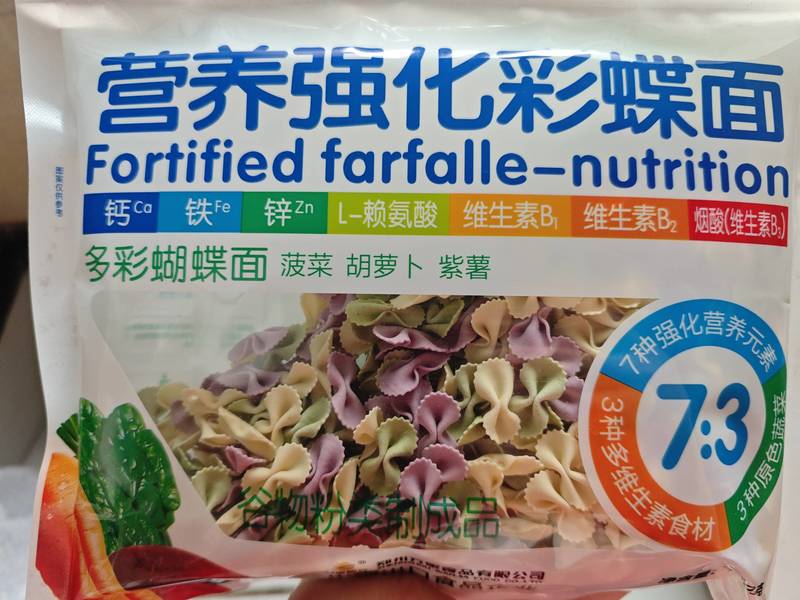 营养强化彩蝶面
Fortified farfalle-nutrition
钙Ca 铁Fe 锌Zn L-赖氨酸 维生素B1 维生素B2 烟酸(维生素B3)
图案仅供参考
多彩蝴蝶面 菠菜 胡萝卜 紫薯
7种强化营养元素
7:3
3种多维生素食材
3种原色蔬菜
谷物粉类制成品